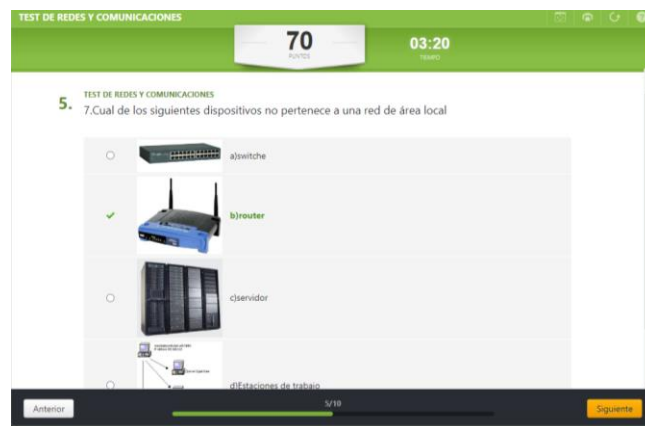 TEST DE REDES Y COMUNICACIONES
70
PUNTOS
03:20
TIEMPO
TEST DE REDES Y COMUNICACIONES
5.
7.Cual de los siguientes dispositivos no pertenece a una red de área local
a)switche
b)router
c)servidor
d)Estaciones de trabajo
Anterior
5/10
Siguiente